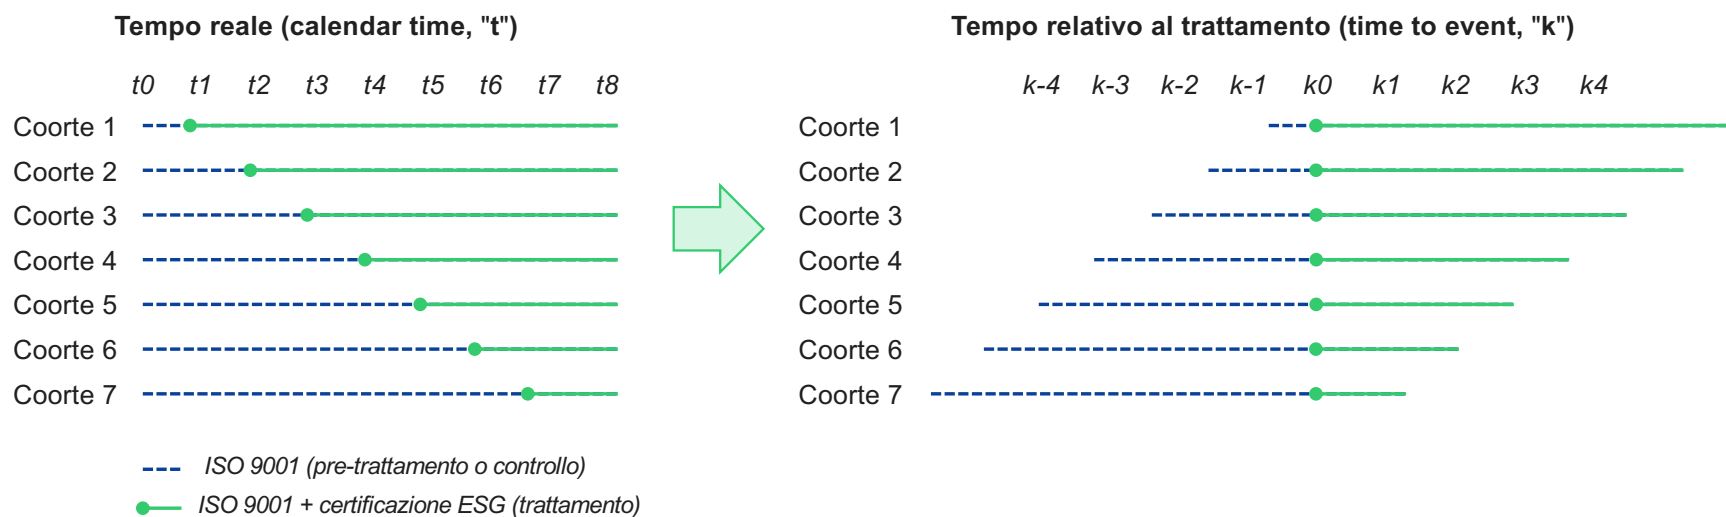 Tempo reale (calendar time, "t")
t0 t1 t2 t3 t4 t5 t6 t7 t8
Coorte 1
Coorte 2
Coorte 3
Coorte 4
Coorte 5
Coorte 6
Coorte 7
ISO 9001 (pre-trattamento o controllo)
ISO 9001 + certificazione ESG (trattamento)
Tempo relativo al trattamento (time to event, "k")
k-4 k-3 k-2 k-1 k0 k1 k2 k3 k4
Coorte 1
Coorte 2
Coorte 3
Coorte 4
Coorte 5
Coorte 6
Coorte 7